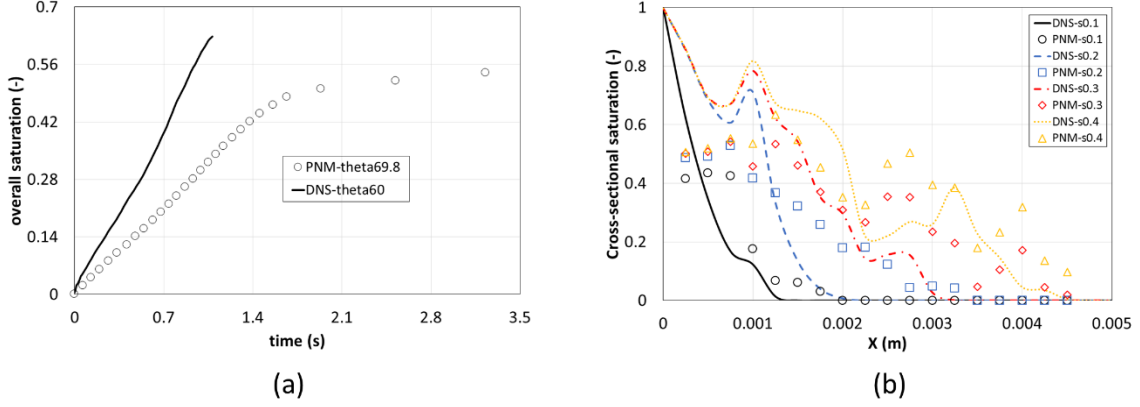 0.7
0.56
0.42
0.28
0.14
0
overall saturation (-)
PNM-theta69.8
DNS-theta60
0
0.7
1.4
2.1
2.8
3.5
time (s)
(a)
1
0.8
0.6
0.4
0.2
0
Cross-sectional saturation (-)
DNS-s0.1
PNM-s0.1
DNS-s0.2
PNM-s0.2
DNS-s0.3
PNM-s0.3
DNS-s0.4
PNM-s0.4
0
0.001
0.002
0.003
0.004
0.005
X (m)
(b)